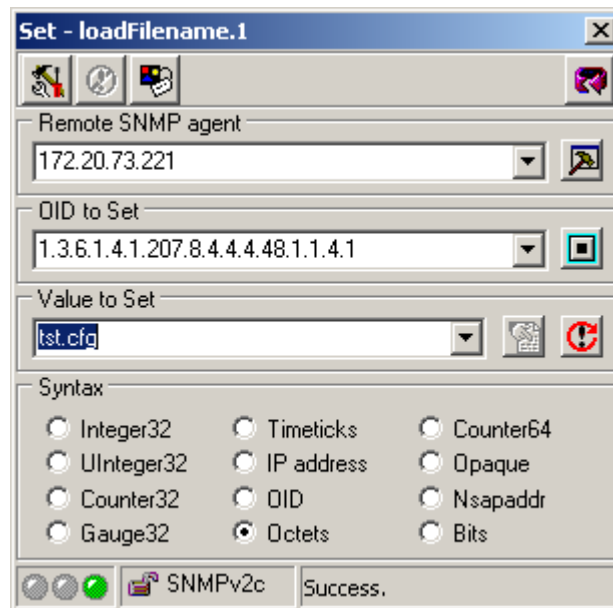 Set - loadFilename.1
Remote SNMP agent
172.20.73.221
OID to Set
1.3.6.1.4.1.207.8.4.4.4.48.1.1.4.1
Value to Set
tst.cfg
Syntax
Integer32 Timeticks Counter64
UInteger32 IP address Opaque
Counter32 OID Nsapaddr
Gauge32 Octets Bits
SNMPv2c Success.